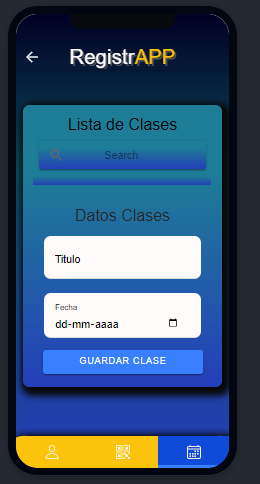 RegistrAPP
Lista de Clases
Search
Datos Clases
Titulo
Fecha
dd-mm-aaaa
GUARDAR CLASE